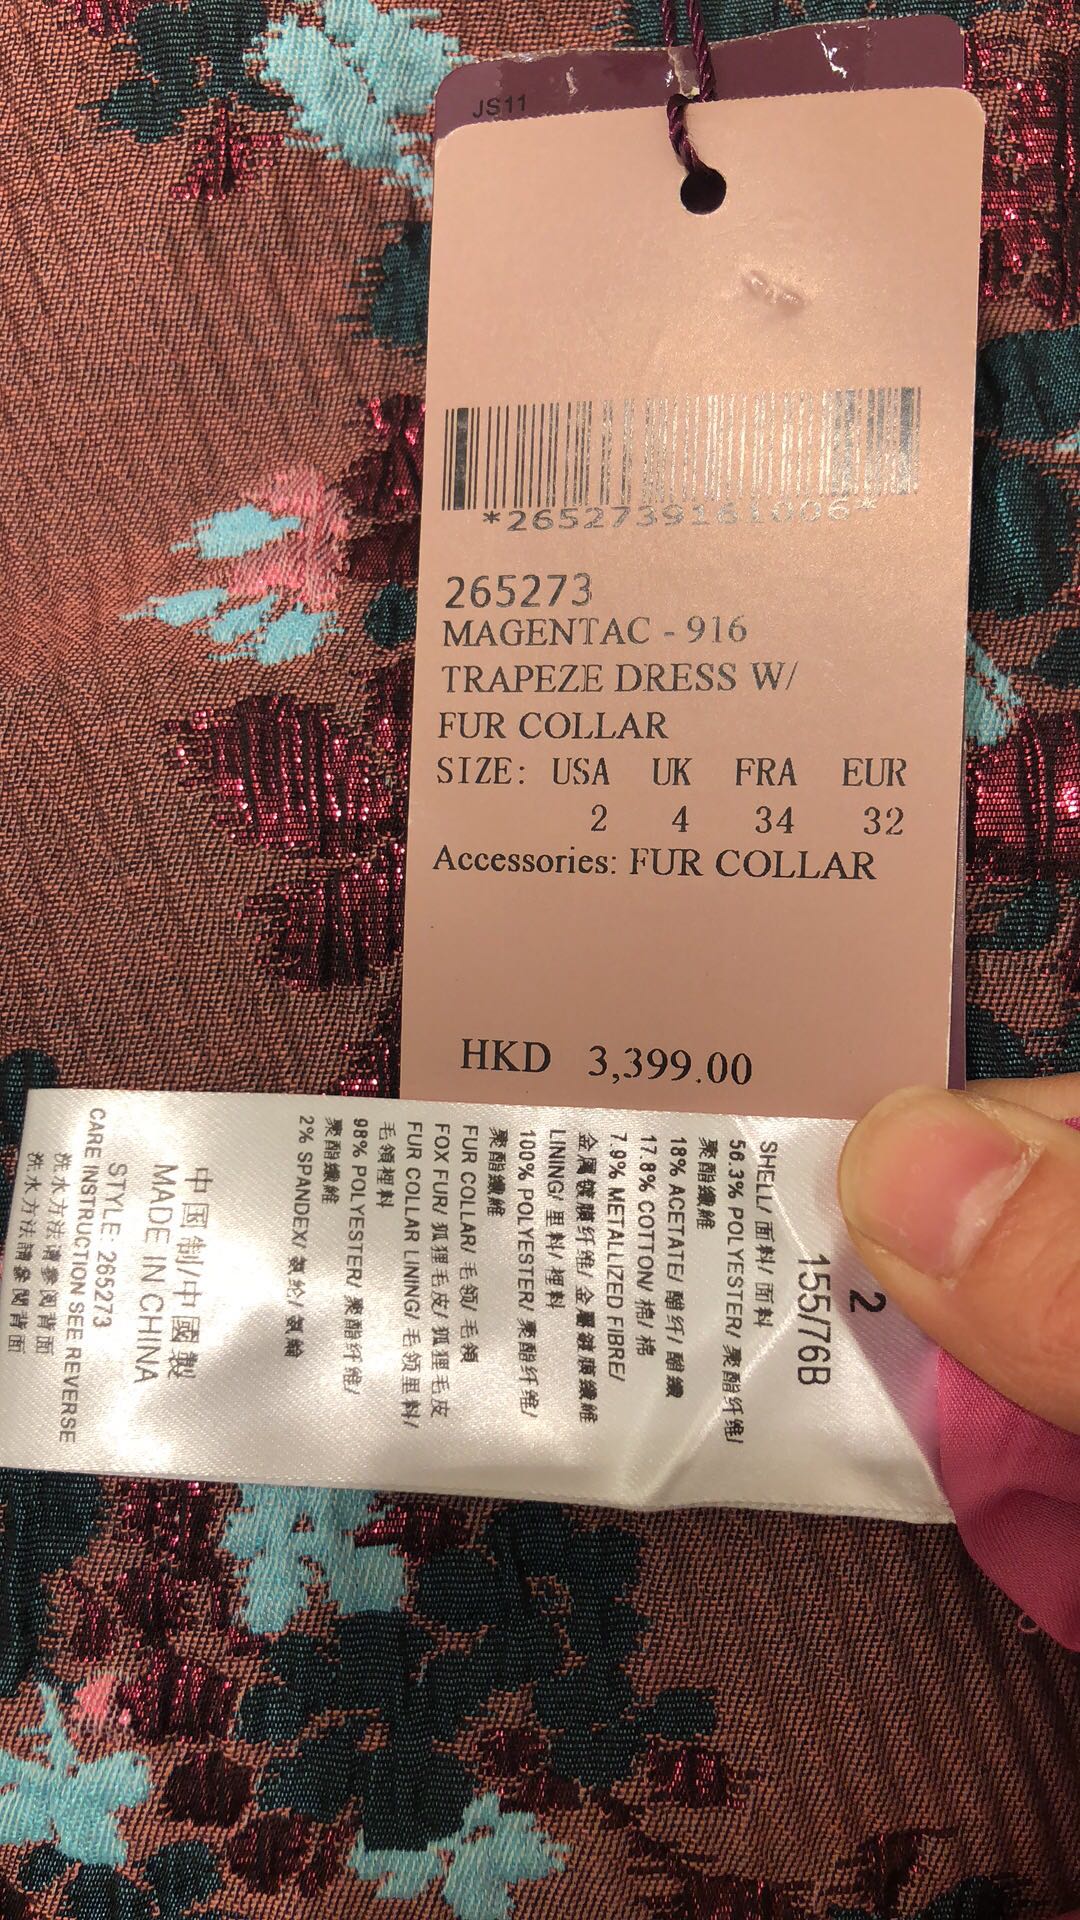 JS11
*2652739161006*
265273
MAGENTAC - 916
TRAPEZE DRESS W/
FUR COLLAR
SIZE: USA UK FRA EUR
2 4 34 32
Accessories: FUR COLLAR
HKD 3,399.00
2
155/76B
SHELL/ 面料/ 面料
56.3% POLYESTER/ 聚酯纤维/
聚酯纖維
18% ACETATE/ 醋纤/ 醋纖
17.8% COTTON/ 棉/ 棉
7.9% METALLIZED FIBRE/
金属镀膜纤维/ 金屬鍍膜纖維
LINING/ 里料/ 裡料
100% POLYESTER/ 聚酯纤维/
聚酯纖維
FUR COLLAR/ 毛领/ 毛領
FOX FUR/ 狐狸毛皮/ 狐狸毛皮
FUR COLLAR LINING/ 毛领里料/
毛領裡料
98% POLYESTER/ 聚酯纤维/
聚酯纖維
2% SPANDEX/ 氨纶/ 氨綸
中国制/中國製
MADE IN CHINA
STYLE: 265273
CARE INSTRUCTION SEE REVERSE
洗水方法请参阅背面
洗水方法請參閱背面